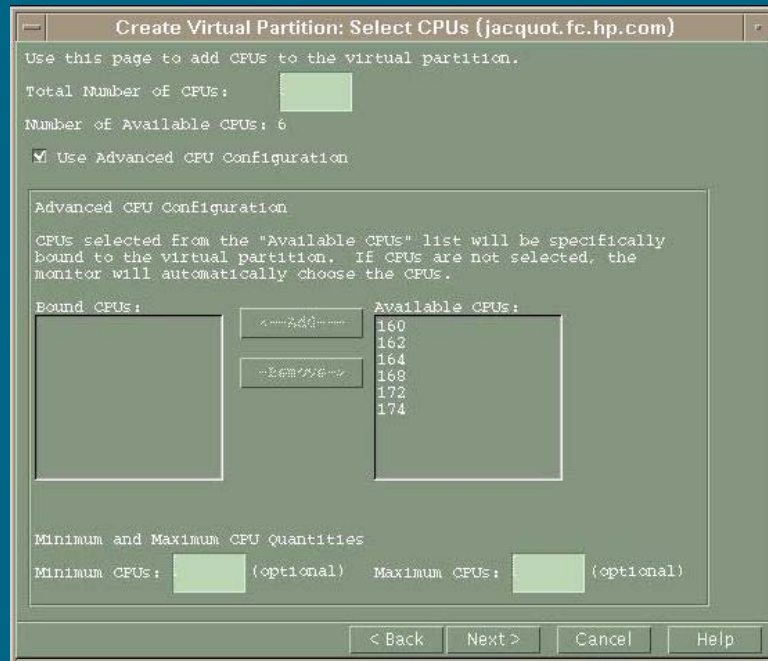 Create Virtual Partition: Select CPUs (jacquot.fc.hp.com)
Use this page to add CPUs to the virtual partition.
Total Number of CPUs:
Number of Available CPUs: 6
Use Advanced CPU Configuration
Advanced CPU Configuration
CPUs selected from the "Available CPUs" list will be specifically
bound to the virtual partition.  If CPUs are not selected, the
monitor will automatically choose the CPUs.
Bound CPUs:
Available CPUs:
<---Add----
-Remove->
160
162
164
168
172
174
Minimum and Maximum CPU Quantities
Minimum CPUs: (optional) Maximum CPUs: (optional)
< Back Next > Cancel Help